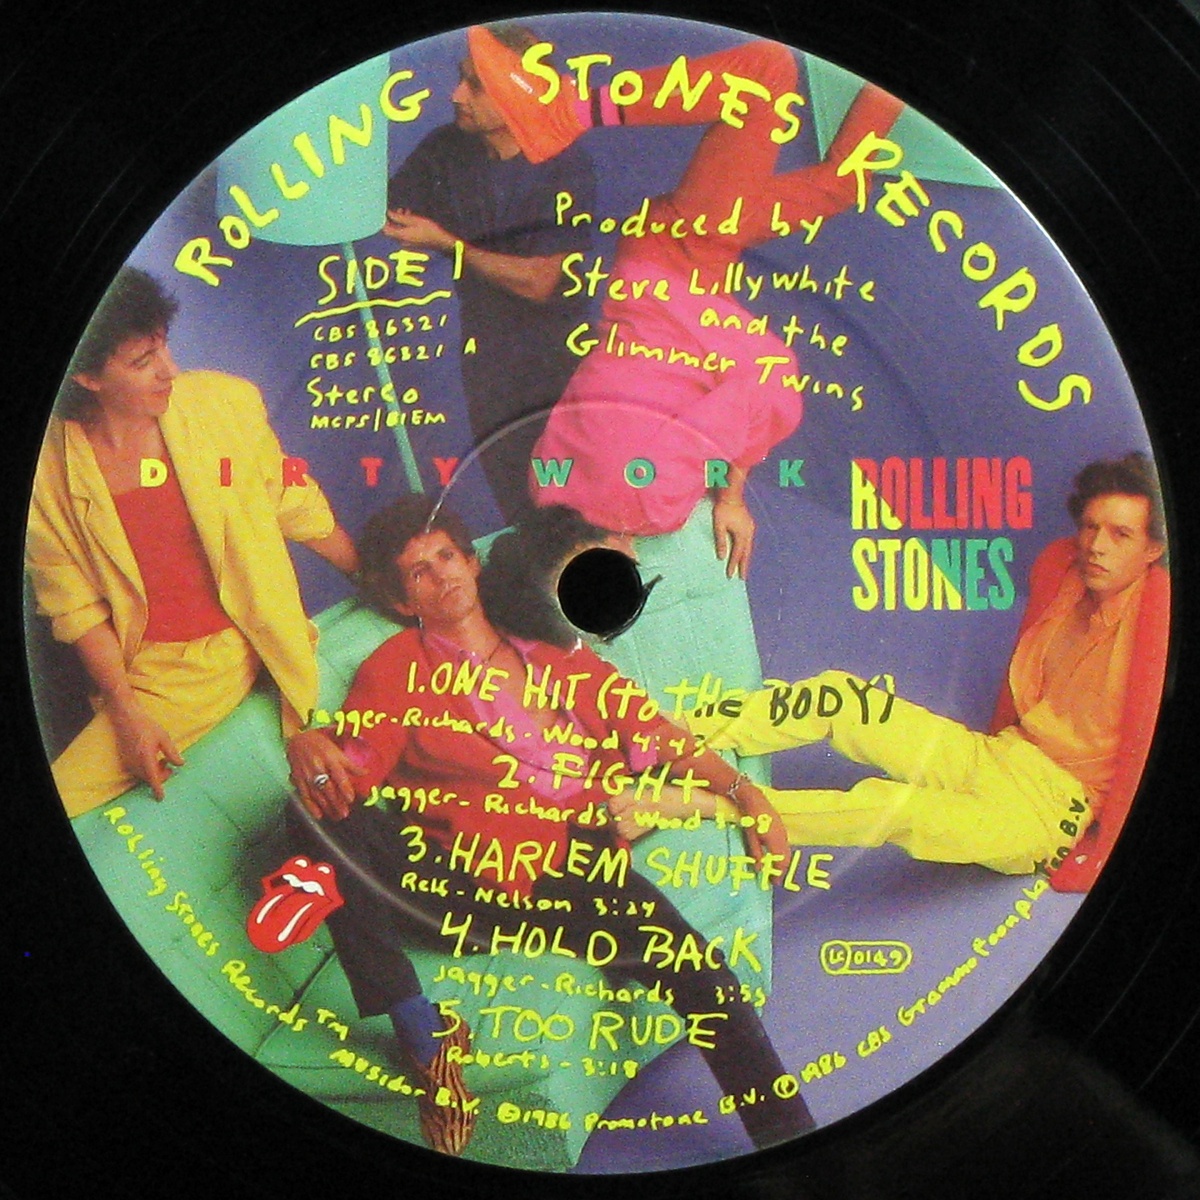 ROLLING STONES RECORDS
SIDE 1
CBS 86321
CBS 86321 A
Stereo
MCPS/BIEM
Produced by
Steve Lillywhite
and the
Glimmer Twins
DIRTY WORK
ROLLING
STONES
1. ONE HIT (to tHe BODY)
Jagger-Richards-Wood 4:43
2. FIGHt
Jagger-Richards-Wood 3:08
3. HARLEM SHUFFLE
Relf-Nelson 3:24
4. HOLD BACK
Jagger-Richards 3:53
5. TOO RUDE
Roberts-3:18
LC 0149
Rolling Stones Records TM Musidor B.V. ©1986 Promotone B.V. ℗1986 CBS Grammofoonplaten B.V.